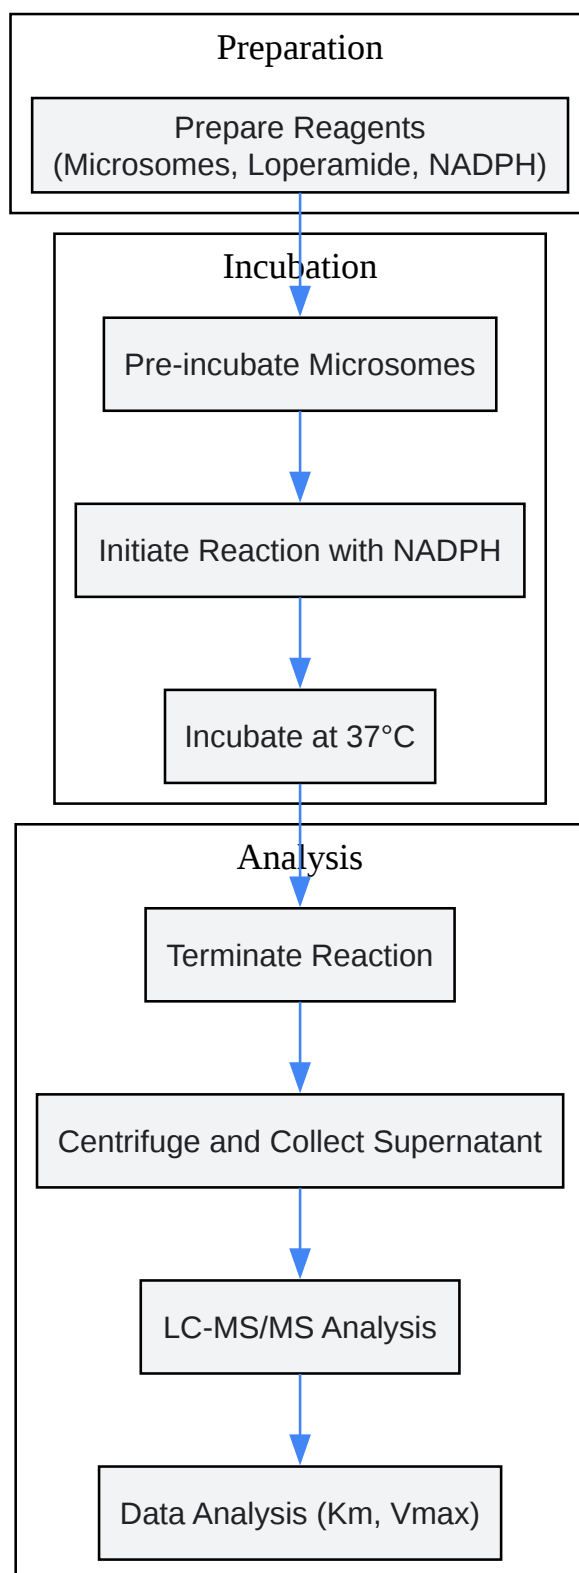 Preparation
Prepare Reagents
(Microsomes, Loperamide, NADPH)
Incubation
Pre-incubate Microsomes
Initiate Reaction with NADPH
Incubate at 37°C
Analysis
Terminate Reaction
Centrifuge and Collect Supernatant
LC-MS/MS Analysis
Data Analysis (Km, Vmax)